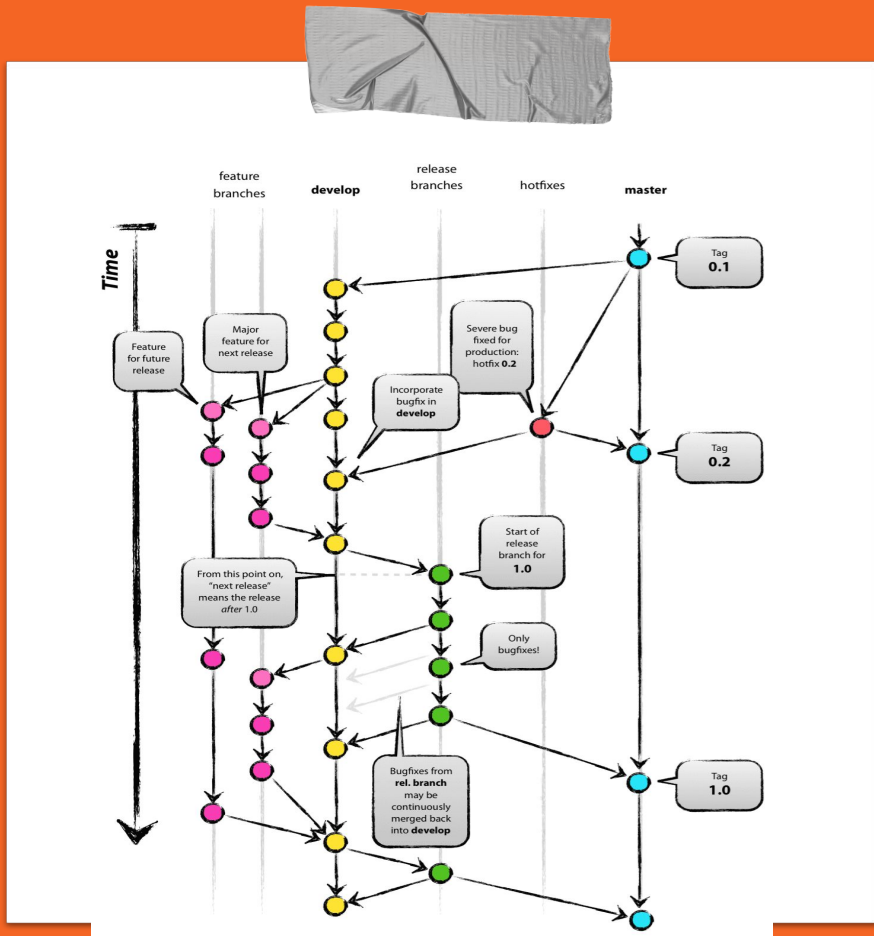 feature
branches
develop
release
branches
hotfixes
master
Time
Tag
0.1
Major
feature for
next release
Severe bug
fixed for
production:
hotfix 0.2
Feature
for future
release
Incorporate
bugfix in
develop
Tag
0.2
Start of
release
branch for
1.0
From this point on,
“next release”
means the release
after 1.0
Only
bugfixes!
Bugfixes from
rel. branch
may be
continuously
merged back
into develop
Tag
1.0